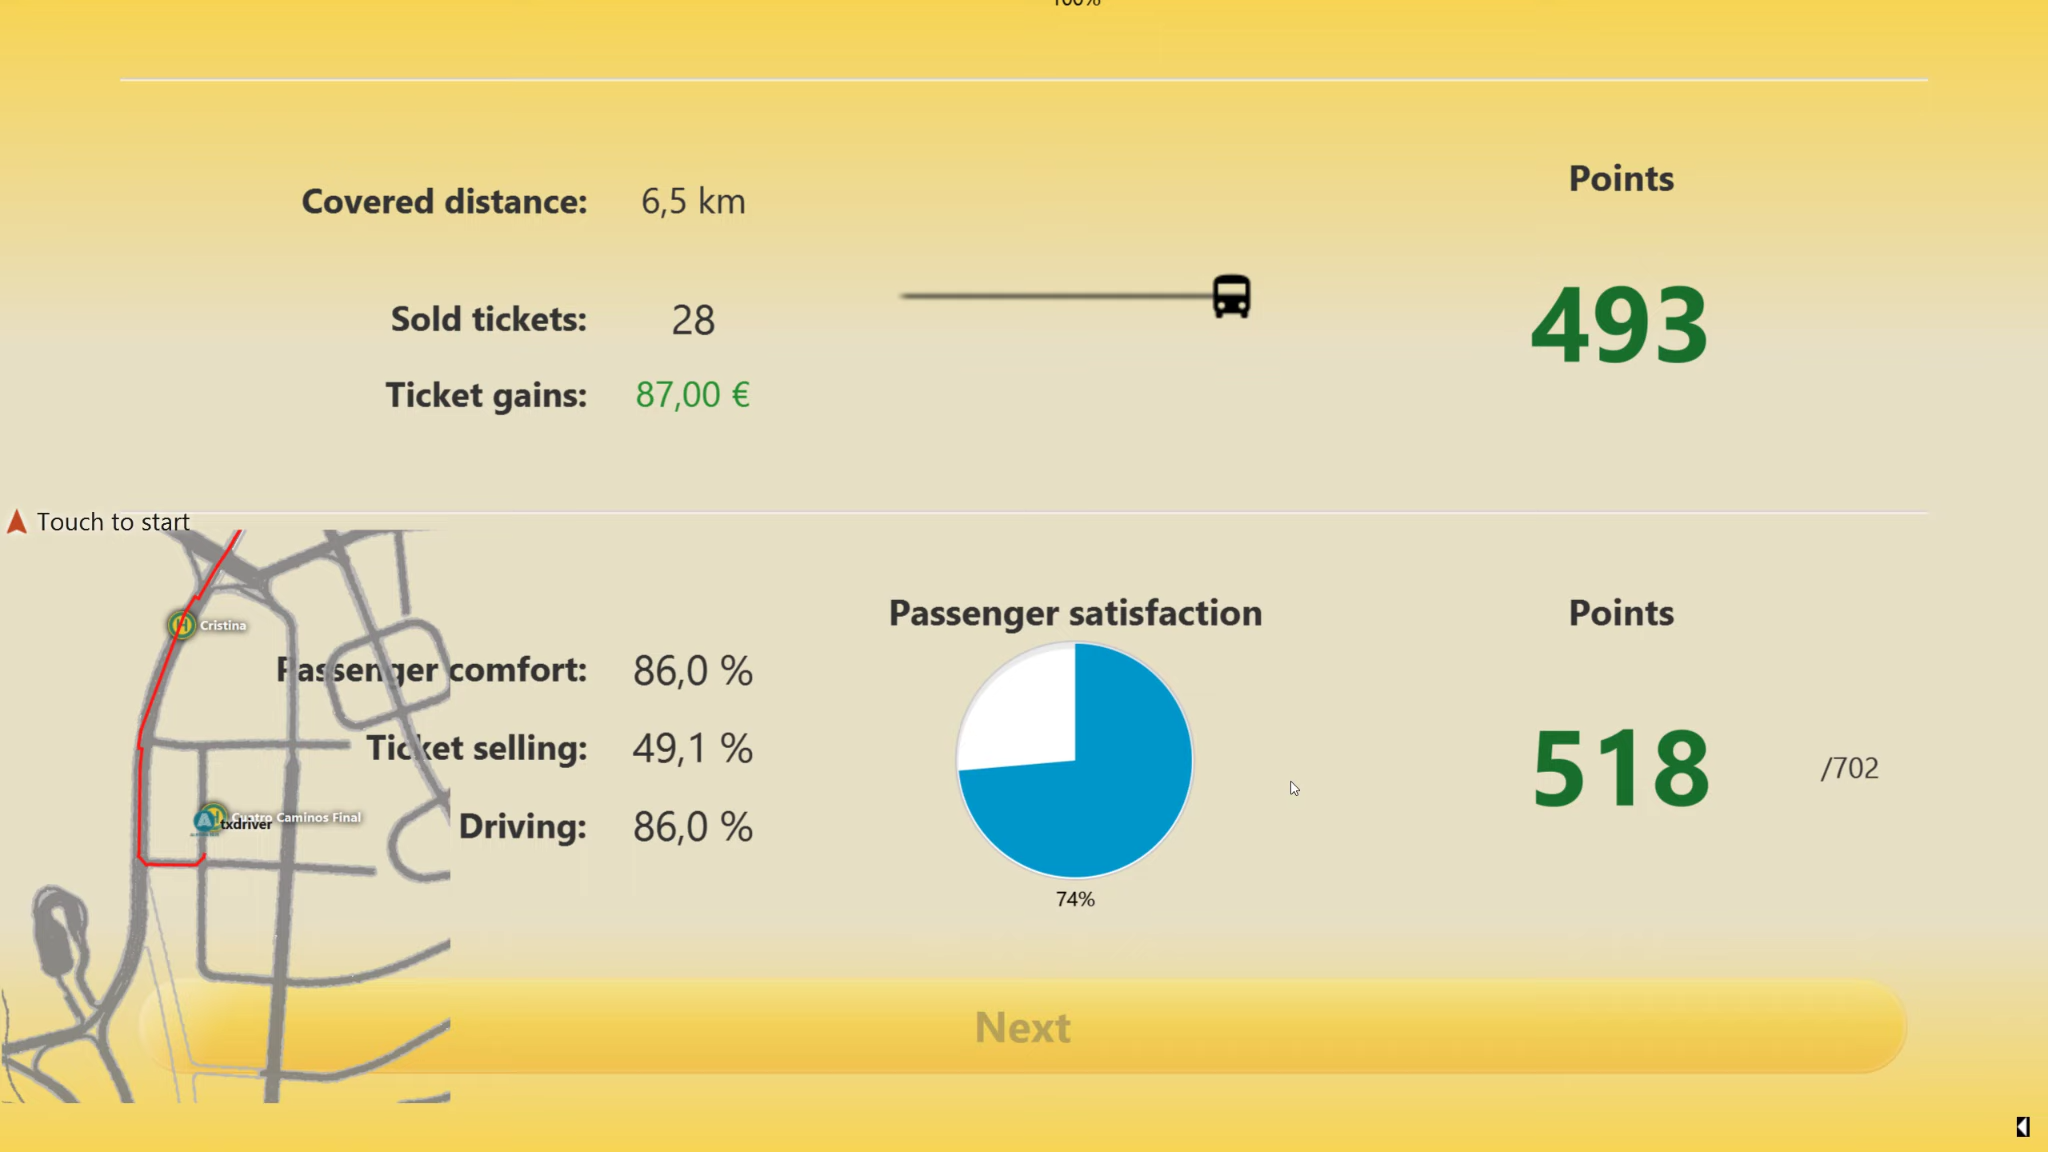 100%
Covered distance: 6,5 km
Points
493
Sold tickets: 28
Ticket gains: 87,00 €
Touch to start
Cristina
Passenger satisfaction
Points
Passenger comfort: 86,0 %
Ticket selling: 49,1 %
518 /702
Cuatro Caminos Final
txdriver
Driving: 86,0 %
74%
Next